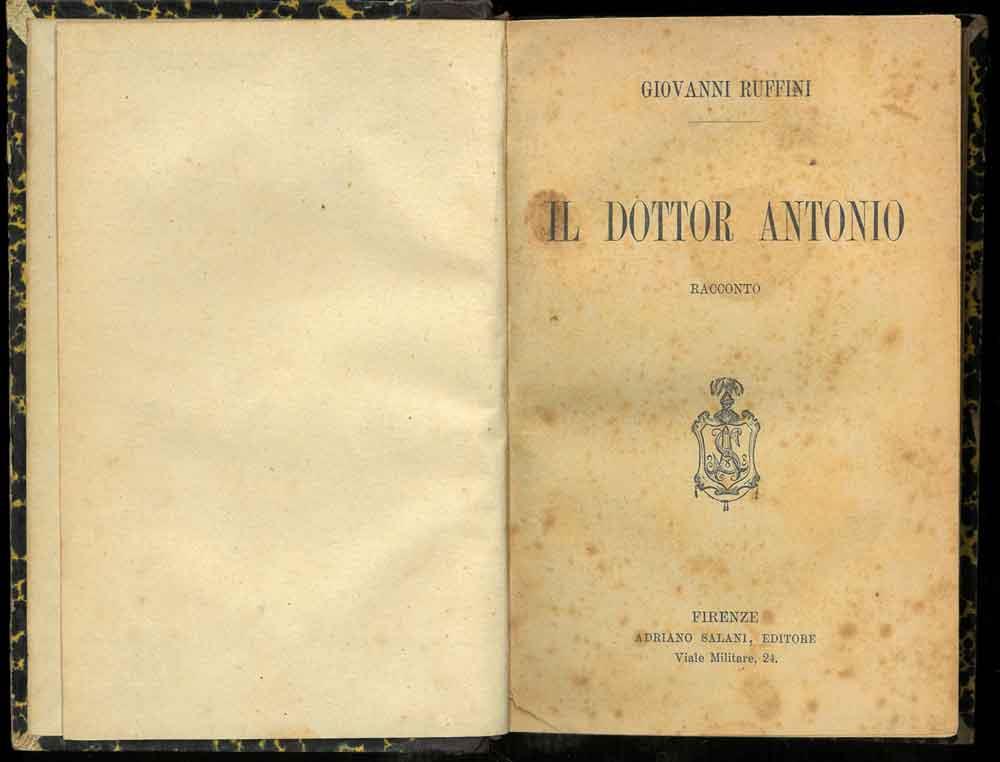 GIOVANNI RUFFINI
IL DOTTOR ANTONIO
RACCONTO
FIRENZE
ADRIANO SALANI, EDITORE
Viale Militare, 24.